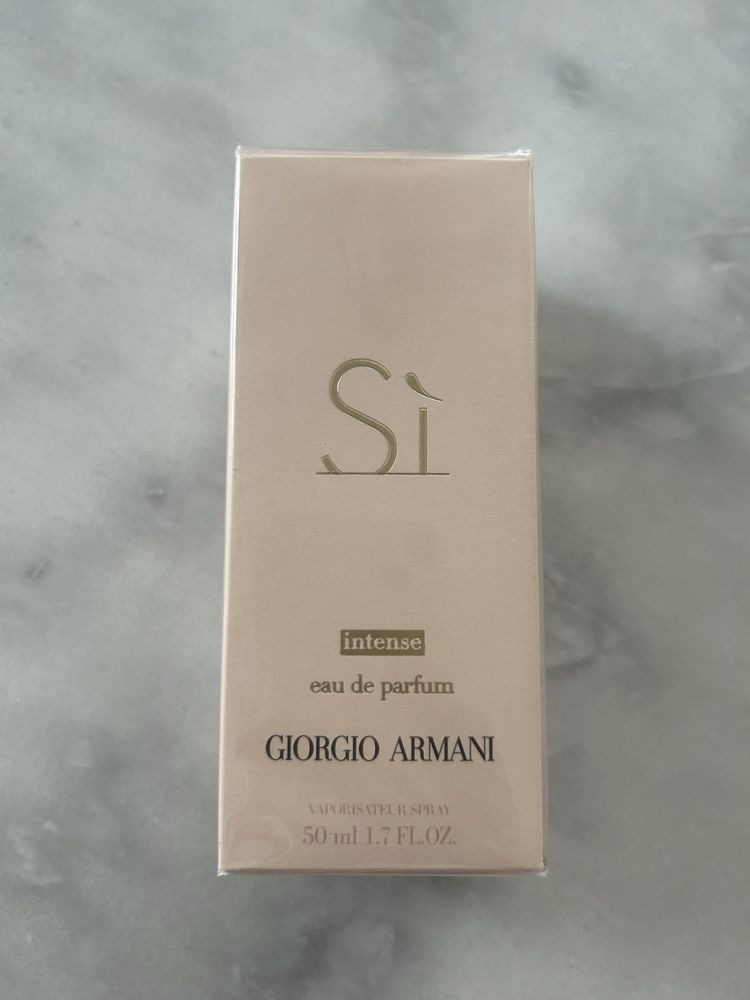 Sì
intense
eau de parfum
GIORGIO ARMANI
VAPORISATEUR SPRAY
50 ml 1.7 FL.OZ.